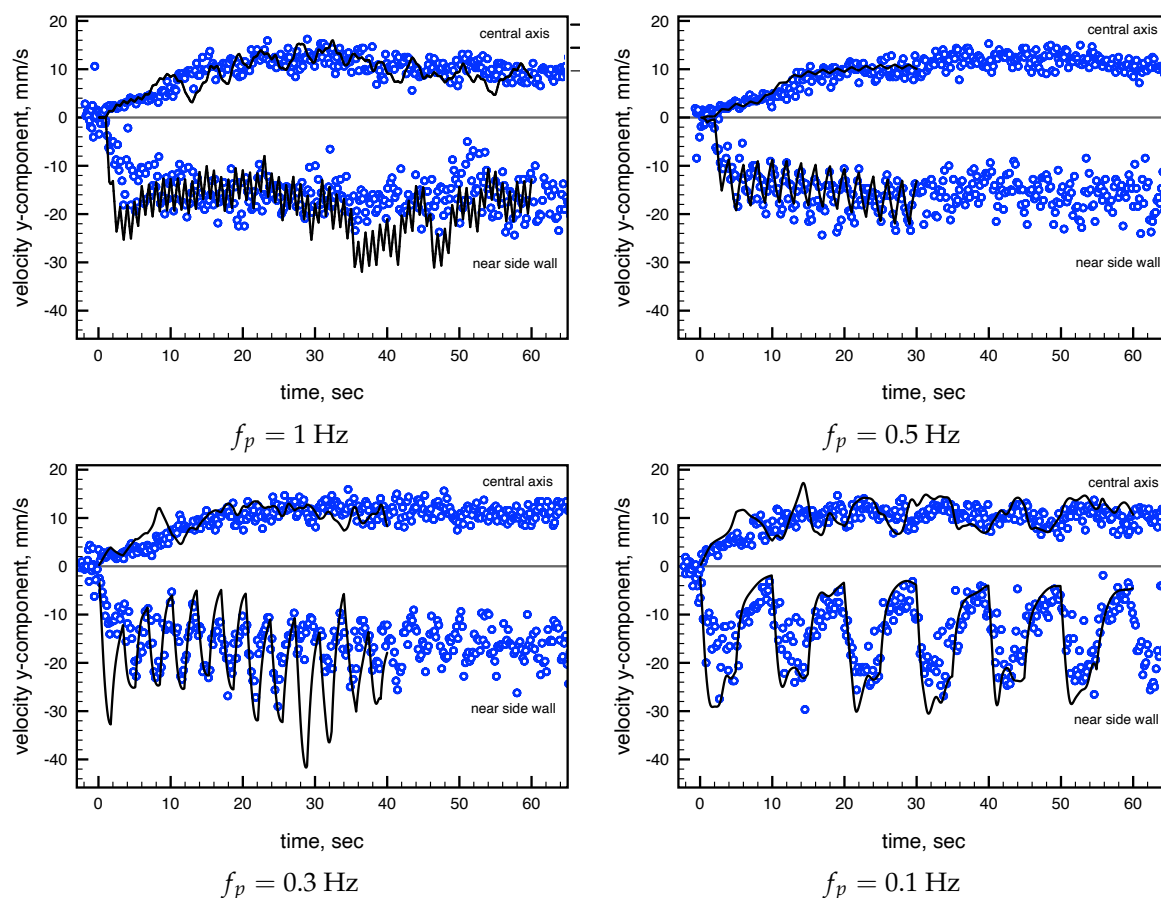 20
10
0
-10
-20
-30
-40
velocity y-component, mm/s
central axis
near side wall
0 10 20 30 40 50 60
time, sec
f_p = 1 Hz
20
10
0
-10
-20
-30
-40
velocity y-component, mm/s
central axis
near side wall
0 10 20 30 40 50 60
time, sec
f_p = 0.5 Hz
20
10
0
-10
-20
-30
-40
velocity y-component, mm/s
central axis
near side wall
0 10 20 30 40 50 60
time, sec
f_p = 0.3 Hz
20
10
0
-10
-20
-30
-40
velocity y-component, mm/s
central axis
near side wall
0 10 20 30 40 50 60
time, sec
f_p = 0.1 Hz